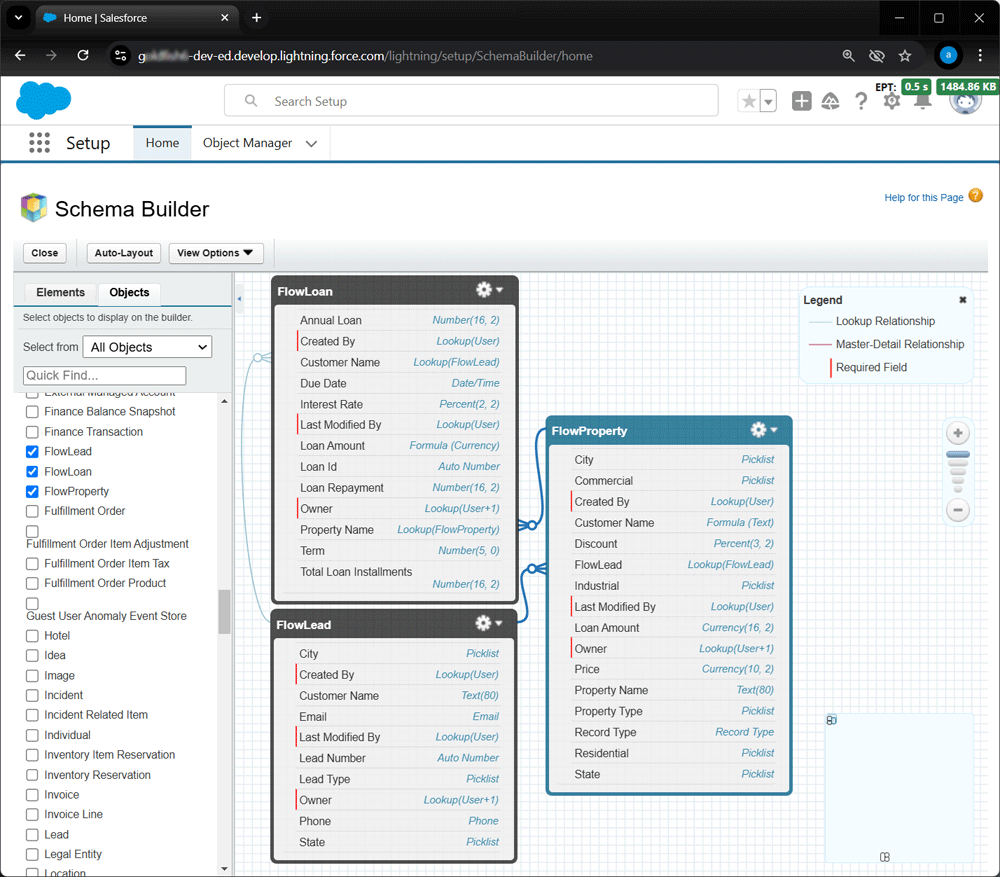 Home | Salesforce
-dev-ed.develop.lightning.force.com/lightning/setup/SchemaBuilder/home
a
Search Setup
EPT: 0.5 s 1484.86 KB
Setup Home Object Manager
Schema Builder
Help for this Page ?
Close Auto-Layout View Options
Elements Objects
Select objects to display on the builder.
Select from All Objects
Quick Find...
External Managed Account
Finance Balance Snapshot
Finance Transaction
FlowLead
FlowLoan
FlowProperty
Fulfillment Order
Fulfillment Order Item Adjustment
Fulfillment Order Item Tax
Fulfillment Order Product
Guest User Anomaly Event Store
Hotel
Idea
Image
Incident
Incident Related Item
Individual
Inventory Item Reservation
Inventory Reservation
Invoice
Invoice Line
Lead
Legal Entity
Location
FlowLoan
Annual Loan Number(16, 2)
Created By Lookup(User)
Customer Name Lookup(FlowLead)
Due Date Date/Time
Interest Rate Percent(2, 2)
Last Modified By Lookup(User)
Loan Amount Formula (Currency)
Loan Id Auto Number
Loan Repayment Number(16, 2)
Owner Lookup(User+1)
Property Name Lookup(FlowProperty)
Term Number(5, 0)
Total Loan Installments
Number(16, 2)
FlowLead
City Picklist
Created By Lookup(User)
Customer Name Text(80)
Email Email
Last Modified By Lookup(User)
Lead Number Auto Number
Lead Type Picklist
Owner Lookup(User+1)
Phone Phone
State Picklist
FlowProperty
City Picklist
Commercial Picklist
Created By Lookup(User)
Customer Name Formula (Text)
Discount Percent(3, 2)
FlowLead Lookup(FlowLead)
Industrial Picklist
Last Modified By Lookup(User)
Loan Amount Currency(16, 2)
Owner Lookup(User+1)
Price Currency(10, 2)
Property Name Text(80)
Property Type Picklist
Record Type Record Type
Residential Picklist
State Picklist
Legend
Lookup Relationship
Master-Detail Relationship
Required Field